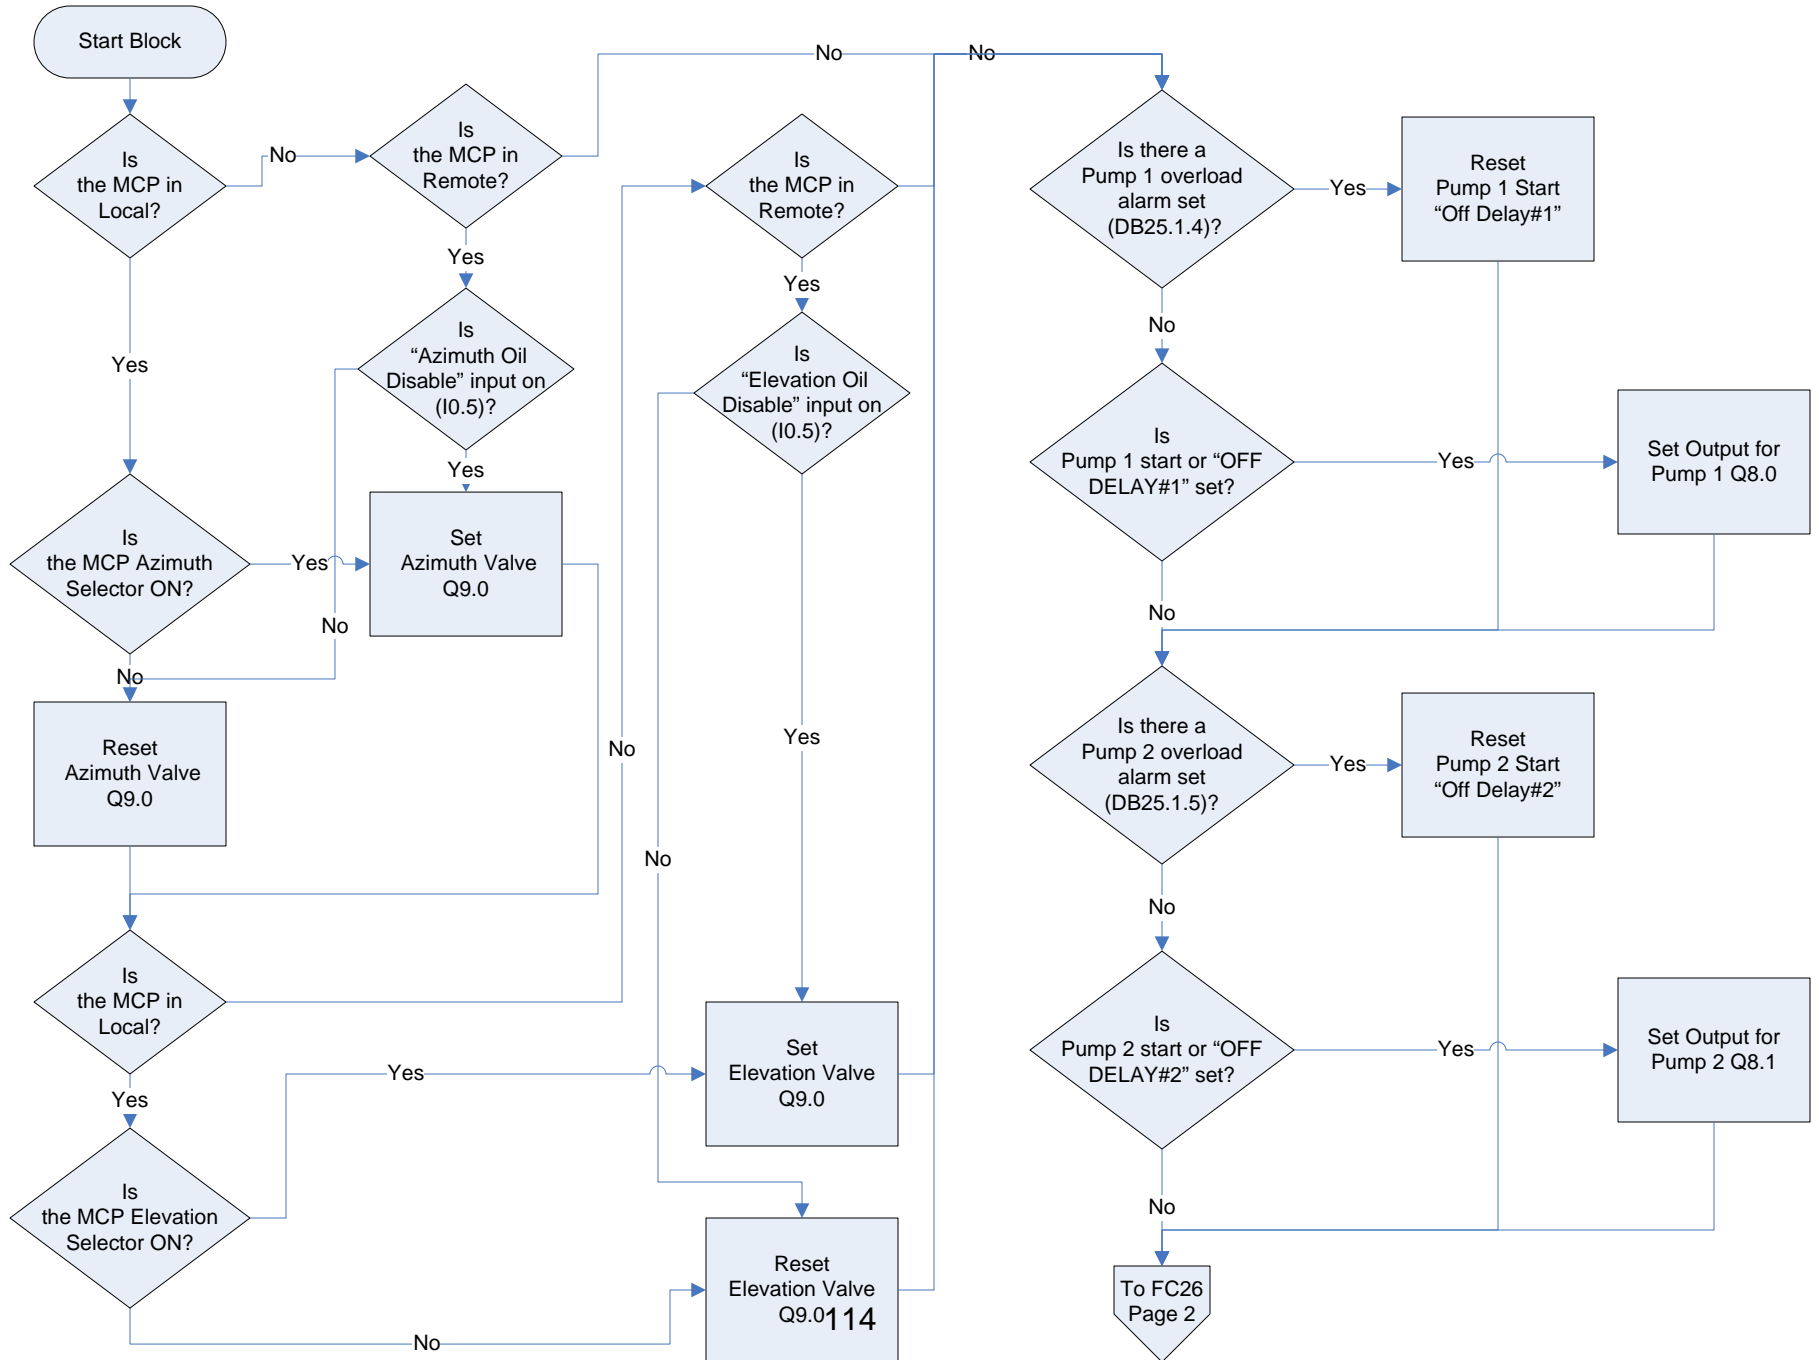 Start Block
Is
the MCP in
Local?
No
Is
the MCP in
Remote?
No
Yes
Is
“Azimuth Oil
Disable” input on
(I0.5)?
Yes
No
Yes
Is
the MCP Azimuth
Selector ON?
Yes
Set
Azimuth Valve
Q9.0
No
Reset
Azimuth Valve
Q9.0
Is
the MCP in
Local?
No
Yes
Is
the MCP Elevation
Selector ON?
Yes
No
Is
the MCP in
Remote?
No
Yes
Is
“Elevation Oil
Disable” input on
(I0.5)?
Yes
No
Set
Elevation Valve
Q9.0
Reset
Elevation Valve
Q9.0
114
Is there a
Pump 1 overload
alarm set
(DB25.1.4)?
Yes
Reset
Pump 1 Start
“Off Delay#1”
No
Is
Pump 1 start or “OFF
DELAY#1” set?
Yes
Set Output for
Pump 1 Q8.0
No
Is there a
Pump 2 overload
alarm set
(DB25.1.5)?
Yes
Reset
Pump 2 Start
“Off Delay#2”
No
Is
Pump 2 start or “OFF
DELAY#2” set?
Yes
Set Output for
Pump 2 Q8.1
No
To FC26
Page 2